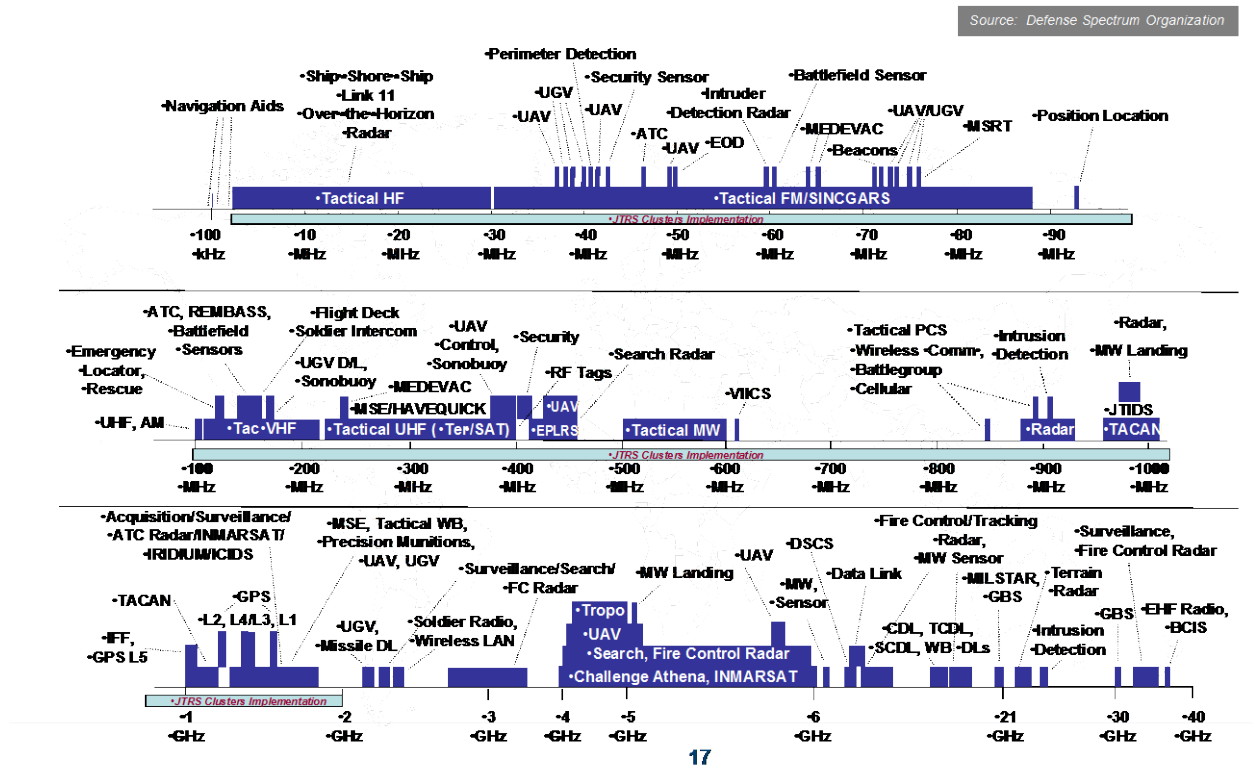 Source: Defense Spectrum Organization
•Perimeter Detection
•Ship-Shore-Ship
•Link 11
•Over-the-Horizon
•Radar
•Navigation Aids
•UGV
•UAV
•Security Sensor
•UAV
•ATC
•UAV
•EOD
•Intruder
•Detection Radar
•Battlefield Sensor
•MEDEVAC
•Beacons
•UAV/UGV
•MSRT
•Position Location
•Tactical HF
•Tactical FM/SINCGARS
•JTRS Clusters Implementation
•100
•kHz
•10
•MHz
•20
•MHz
•30
•MHz
•40
•MHz
•50
•MHz
•60
•MHz
•70
•MHz
•80
•MHz
•90
•MHz
•ATC, REMBASS,
•Battlefield
•Sensors
•Flight Deck
•Soldier Intercom
•Emergency
•Locator,
•Rescue
•UGV D/L,
•Sonobuoy
•MEDEVAC
•MSE/HAVEQUICK
•UAV
•Control,
•Sonobuoy
•Security
•RF Tags
•Search Radar
•VIICS
•Tactical PCS
•Wireless •Comm•,
•Battlegroup
•Cellular
•Intrusion
•Detection
•Radar,
•MW Landing
•UHF, AM
•Tac•VHF
•Tactical UHF (•Ter/SAT)
•UAV
•EPLRS
•Tactical MW
•Radar
•JTIDS
•TACAN
•JTRS Clusters Implementation
•100
•MHz
•200
•MHz
•300
•MHz
•400
•MHz
•500
•MHz
•600
•MHz
•700
•MHz
•800
•MHz
•900
•MHz
•1000
•MHz
•Acquisition/Surveillance/
•ATC Radar/INMARSAT/
•IRIDIUM/ICIDS
•MSE, Tactical WB,
•Precision Munitions,
•UAV, UGV
•TACAN
•GPS
•L2, L4/L3, L1
•IFF,
•GPS L5
•UGV,
•Missile DL
•Surveillance/Search/
•FC Radar
•Soldier Radio,
•Wireless LAN
•MW Landing
•Tropo
•UAV
•Search, Fire Control Radar
•Challenge Athena, INMARSAT
•UAV
•DSCS
•MW,
•Sensor
•Data Link
•Fire Control/Tracking
•Radar,
•MW Sensor
•CDL, TCDL,
•SCDL, WB •DLs
•MILSTAR,
•GBS
•Terrain
•Radar
•Intrusion
•Detection
•Surveillance,
•Fire Control Radar
•GBS
•EHF Radio,
•BCIS
•JTRS Clusters Implementation
•1
•GHz
•2
•GHz
•3
•GHz
•4
•GHz
•5
•GHz
•6
•GHz
•21
•GHz
•30
•GHz
•40
•GHz
17